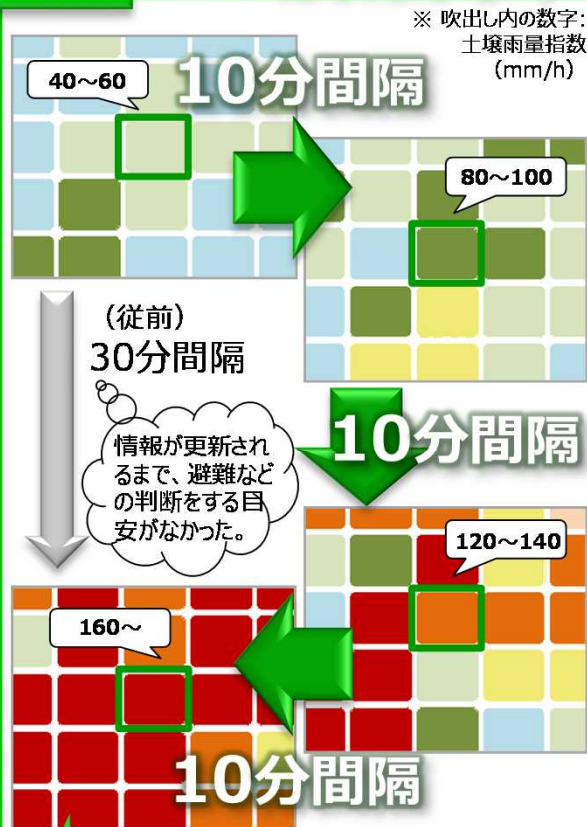 ※ 吹出し内の数字：
土壌雨量指数
(mm/h)
40～60
10分間隔
80～100
（従前）
30分間隔
情報が更新され
るまで、避難など
の判断をする目
安がなかった。
10分間隔
120～140
160～
10分間隔